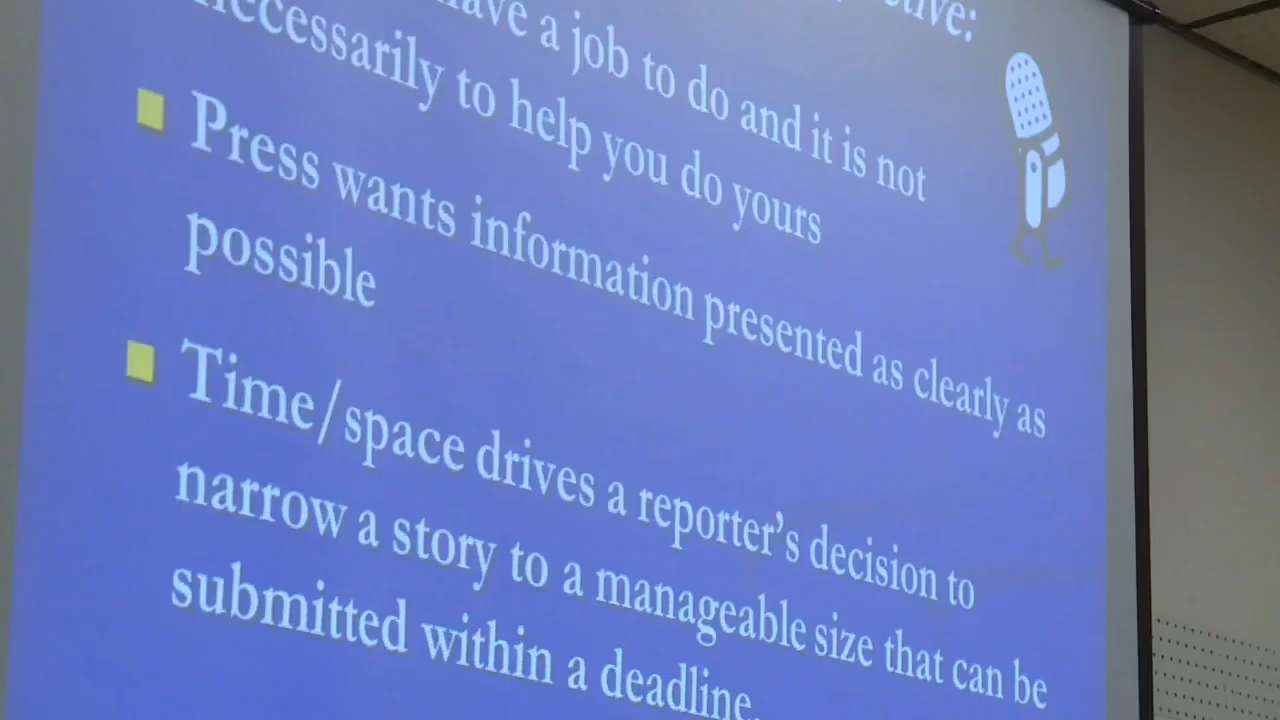 have a job to do and it is not
necessarily to help you do yours
Press wants information presented as clearly as
possible
Time/space drives a reporter's decision to
narrow a story to a manageable size that can be
submitted within a deadline.